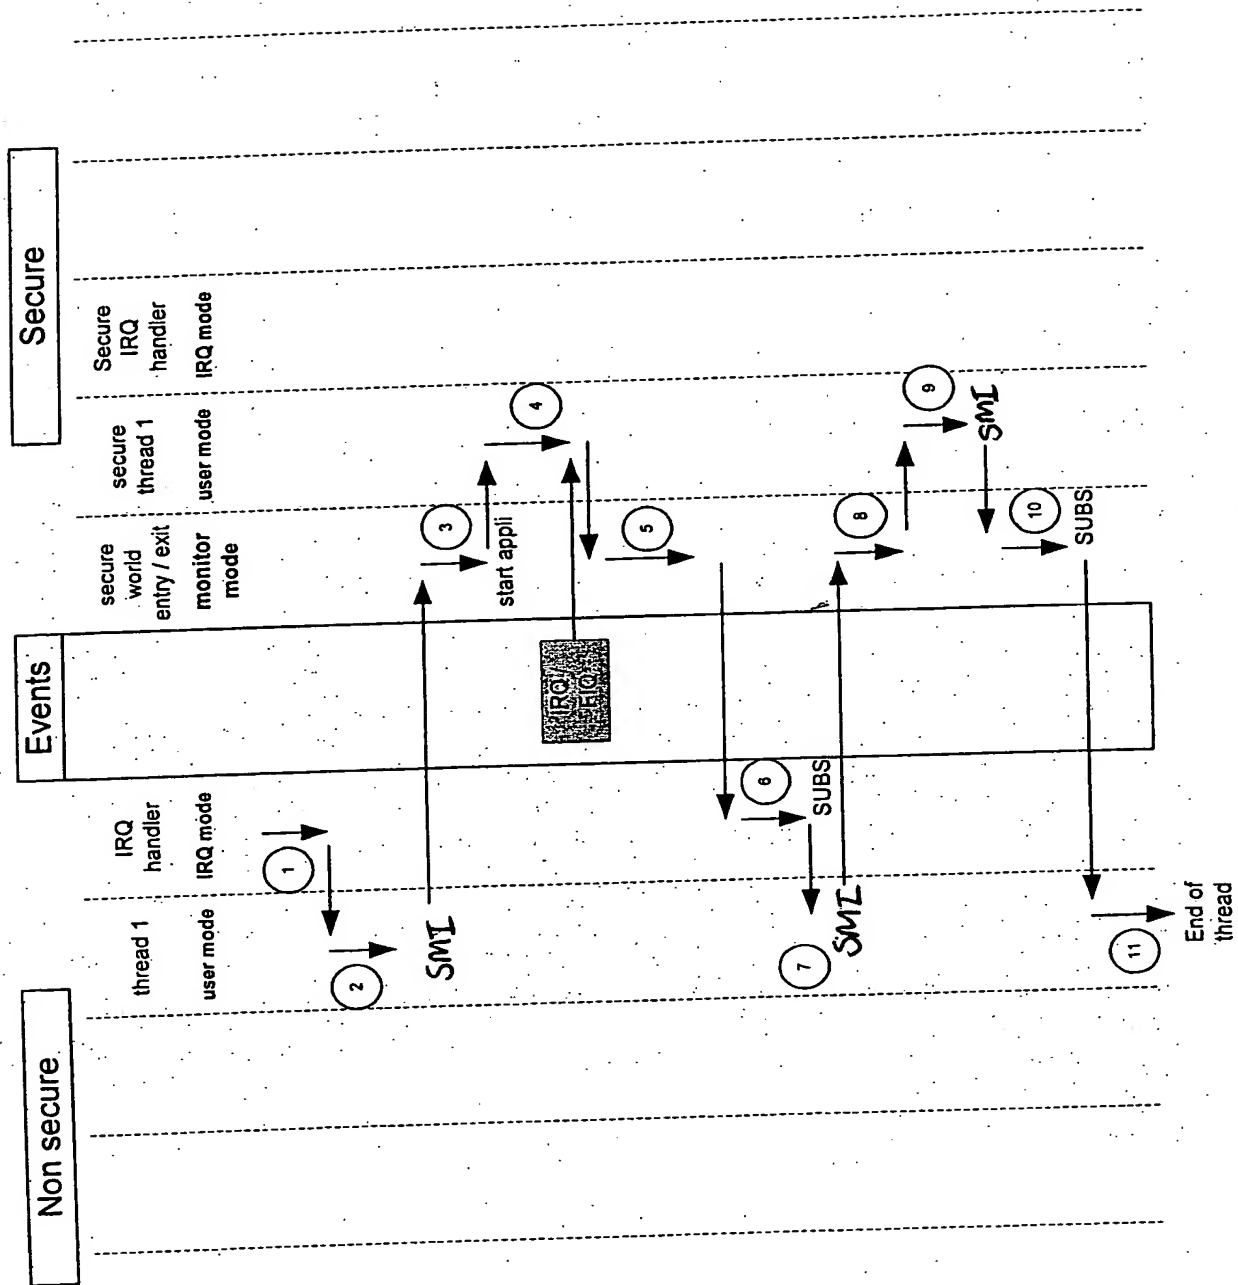 Non secure
Events
Secure
thread 1
user mode
IRQ
handler
IRQ mode
secure
world
entry / exit
monitor
mode
secure
thread 1
user mode
Secure
IRQ
handler
IRQ mode
1
2
SMI
3
start appli
4
IRQ /
FIQ
5
6
SUBS
7
SMI
8
9
SMI
10
SUBS
11
End of
thread